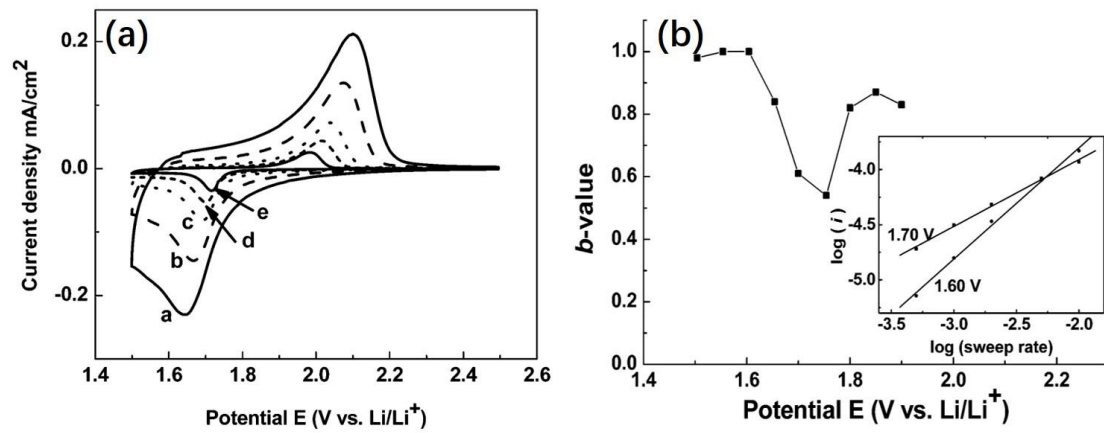 (a)
0.2
0.0
-0.2
Current density mA/cm²
a
b
c
d
e
1.4 1.6 1.8 2.0 2.2 2.4 2.6
Potential E (V vs. Li/Li⁺)
(b)
1.0
0.8
0.6
0.4
0.2
0.0
b-value
1.4 1.6 1.8 2.0 2.2
Potential E (V vs. Li/Li⁺)
-4.0
-4.5
-5.0
log ( i )
1.70 V
1.60 V
-3.5 -3.0 -2.5 -2.0
log (sweep rate)